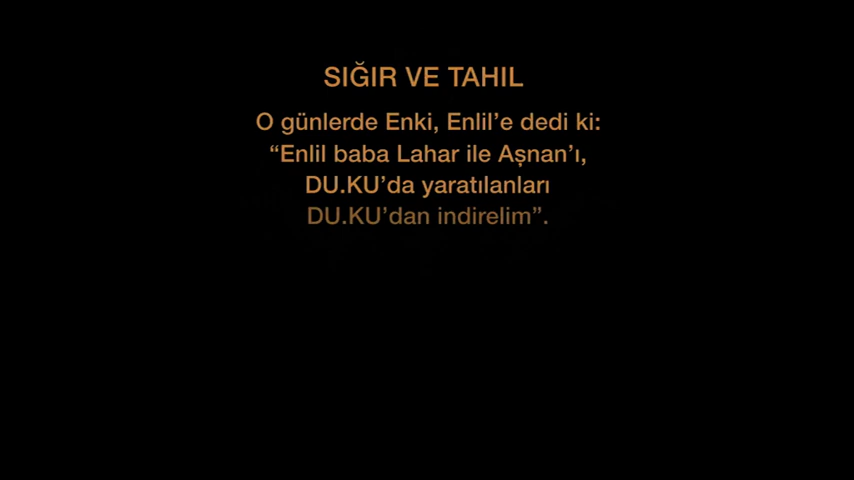 SIĞIR VE TAHIL
O günlerde Enki, Enlil’e dedi ki:
“Enlil baba Lahar ile Aşnan’ı,
DU.KU’da yaratılanları
DU.KU’dan indirelim”.